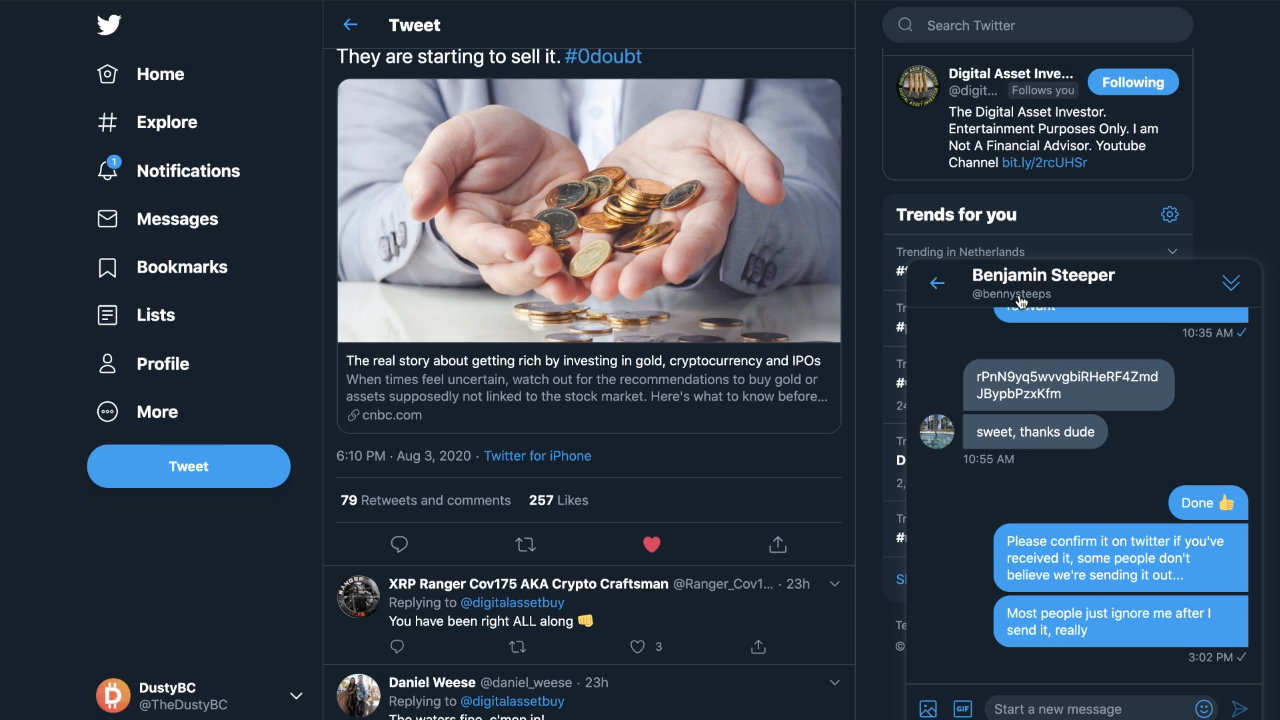 Home
Explore
1
Notifications
Messages
Bookmarks
Lists
Profile
More
Tweet
DustyBC
@TheDustyBC
Tweet
They are starting to sell it. #0doubt
The real story about getting rich by investing in gold, cryptocurrency and IPOs
When times feel uncertain, watch out for the recommendations to buy gold or
assets supposedly not linked to the stock market. Here's what to know before...
cnbc.com
6:10 PM · Aug 3, 2020 · Twitter for iPhone
79 Retweets and comments 257 Likes
XRP Ranger Cov175 AKA Crypto Craftsman @Ranger_Cov1... · 23h
Replying to @digitalassetbuy
You have been right ALL along 👊
3
Daniel Weese @daniel_weese · 23h
Replying to @digitalassetbuy
The waters fine, c'mon in!
Search Twitter
Digital Asset Inve...
@digit... Follows you
Following
The Digital Asset Investor.
Entertainment Purposes Only. I am
Not A Financial Advisor. Youtube
Channel bit.ly/2rcUHSr
Trends for you
Trending in Netherlands
Benjamin Steeper
@bennysteeps
10:35 AM
rPnN9yq5wvvgbiRHeRF4Zmd
JBypbPzxKfm
sweet, thanks dude
10:55 AM
Done 👍
Please confirm it on twitter if you've
received it, some people don't
believe we're sending it out...
Most people just ignore me after I
send it, really
3:02 PM
GIF
Start a new message